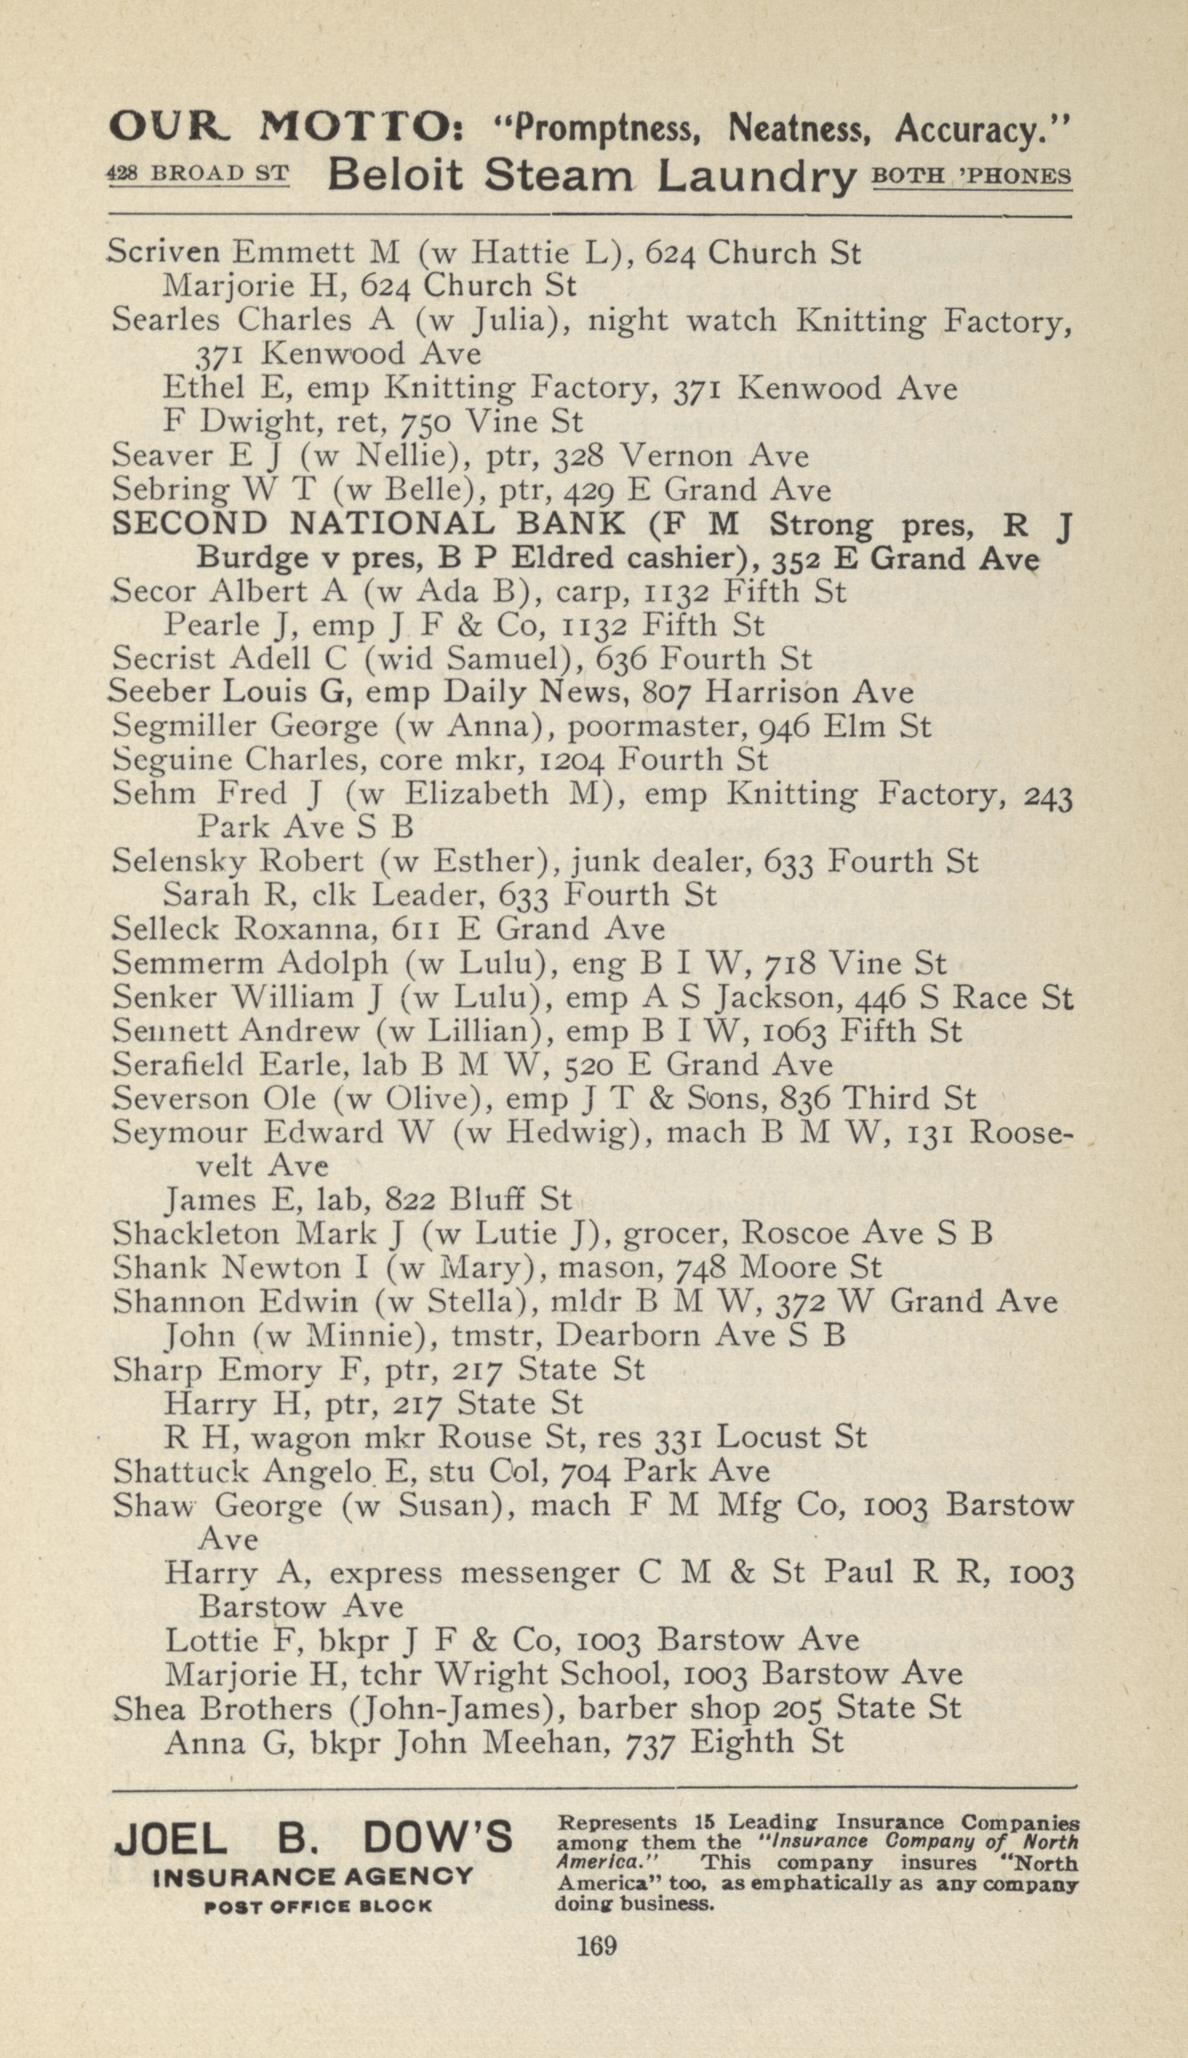 OUR MOTTO: "Promptness, Neatness, Accuracy."
428 BROAD ST Beloit Steam Laundry BOTH 'PHONES
Scriven Emmett M (w Hattie L), 624 Church St
Marjorie H, 624 Church St
Searles Charles A (w Julia), night watch Knitting Factory,
371 Kenwood Ave
Ethel E, emp Knitting Factory, 371 Kenwood Ave
F Dwight, ret, 750 Vine St
Seaver E J (w Nellie), ptr, 328 Vernon Ave
Sebring W T (w Belle), ptr, 429 E Grand Ave
SECOND NATIONAL BANK (F M Strong pres, R J
Burdge v pres, B P Eldred cashier), 352 E Grand Ave
Secor Albert A (w Ada B), carp, 1132 Fifth St
Pearle J, emp J F & Co, 1132 Fifth St
Secrist Adell C (wid Samuel), 636 Fourth St
Seeber Louis G, emp Daily News, 807 Harrison Ave
Segmiller George (w Anna), poormaster, 946 Elm St
Seguine Charles, core mkr, 1204 Fourth St
Sehm Fred J (w Elizabeth M), emp Knitting Factory, 243
Park Ave S B
Selensky Robert (w Esther), junk dealer, 633 Fourth St
Sarah R, clk Leader, 633 Fourth St
Selleck Roxanna, 611 E Grand Ave
Semmerm Adolph (w Lulu), eng B I W, 718 Vine St
Senker William J (w Lulu), emp A S Jackson, 446 S Race St
Sennett Andrew (w Lillian), emp B I W, 1063 Fifth St
Serafield Earle, lab B M W, 520 E Grand Ave
Severson Ole (w Olive), emp J T & Sons, 836 Third St
Seymour Edward W (w Hedwig), mach B M W, 131 Roose-
velt Ave
James E, lab, 822 Bluff St
Shackleton Mark J (w Lutie J), grocer, Roscoe Ave S B
Shank Newton I (w Mary), mason, 748 Moore St
Shannon Edwin (w Stella), mldr B M W, 372 W Grand Ave
John (w Minnie), tmstr, Dearborn Ave S B
Sharp Emory F, ptr, 217 State St
Harry H, ptr, 217 State St
R H, wagon mkr Rouse St, res 331 Locust St
Shattuck Angelo E, stu Col, 704 Park Ave
Shaw George (w Susan), mach F M Mfg Co, 1003 Barstow
Ave
Harry A, express messenger C M & St Paul R R, 1003
Barstow Ave
Lottie F, bkpr J F & Co, 1003 Barstow Ave
Marjorie H, tchr Wright School, 1003 Barstow Ave
Shea Brothers (John-James), barber shop 205 State St
Anna G, bkpr John Meehan, 737 Eighth St
JOEL B. DOW'S
INSURANCE AGENCY
POST OFFICE BLOCK
Represents 15 Leading Insurance Companies
among them the "Insurance Company of North
America." This company insures "North
America" too, as emphatically as any company
doing business.
169